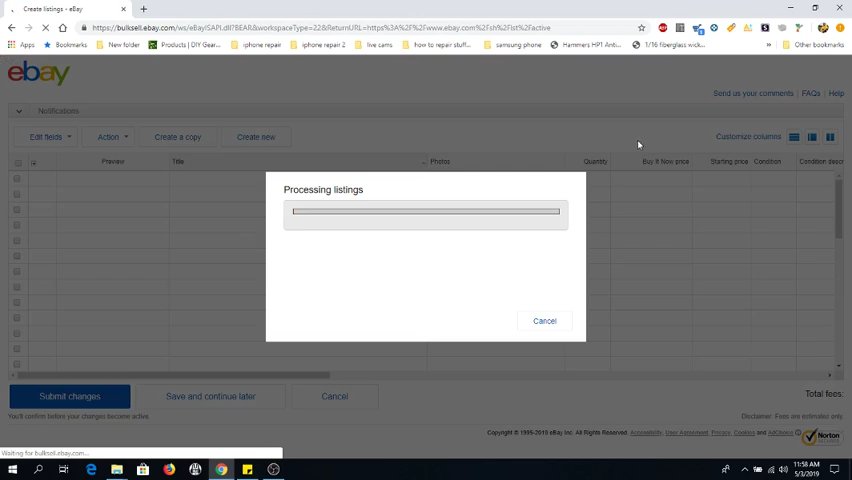 Create listings - eBay
https://bulksell.ebay.com/ws/eBayISAPI.dll?BEAR&workspaceType=22&ReturnURL=https%3A%2F%2Fwww.ebay.com%2Fsh%2Flst%2Factive
Apps Bookmarks New folder Products | DIY Gear... iphone repair iphone repair 2 live cams how to repair stuff... samsung phone Hammers HP1 Anti... 1/16 fiberglass wick... » Other bookmarks
ebay
Send us your comments FAQs Help
Notifications
Edit fields Action Create a copy Create new Customize columns
Preview Title Photos Quantity Buy It Now price Starting price Condition Condition descr
Processing listings
Cancel
Submit changes Save and continue later Cancel Total fees:
You'll confirm before your changes become active. Disclaimer: Fees are estimates only.
Copyright © 1995-2019 eBay Inc. All Rights Reserved. Accessibility, User Agreement, Privacy, Cookies and AdChoice
Norton
Waiting for bulksell.ebay.com...
11:58 AM
5/3/2019